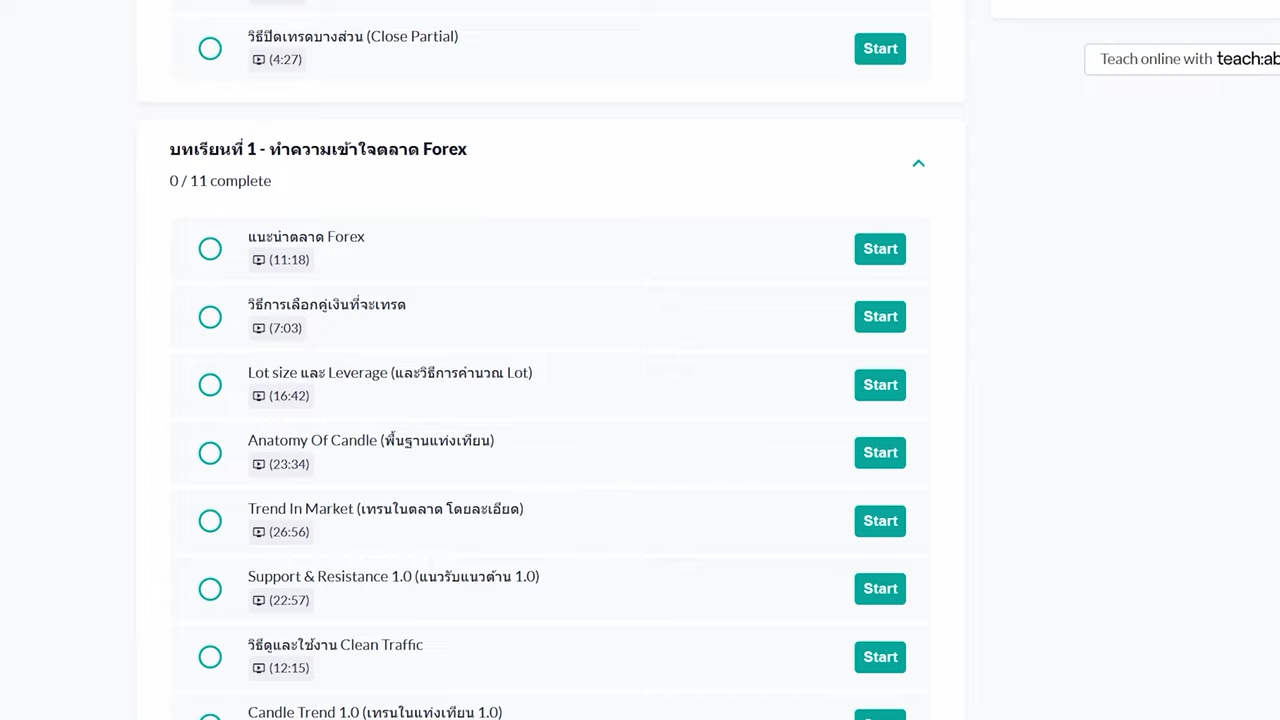 วิธีปิดเทรดบางส่วน (Close Partial)
(4:27)
Start
Teach online with teach:ab
บทเรียนที่ 1 - ทำความเข้าใจตลาด Forex
0 / 11 complete
แนะนำตลาด Forex
(11:18)
Start
วิธีการเลือกคู่เงินที่จะเทรด
(7:03)
Start
Lot size และ Leverage (และวิธีการคำนวณ Lot)
(16:42)
Start
Anatomy Of Candle (พื้นฐานแท่งเทียน)
(23:34)
Start
Trend In Market (เทรนในตลาด โดยละเอียด)
(26:56)
Start
Support & Resistance 1.0 (แนวรับแนวต้าน 1.0)
(22:57)
Start
วิธีดูและใช้งาน Clean Traffic
(12:15)
Start
Candle Trend 1.0 (เทรนในแท่งเทียน 1.0)